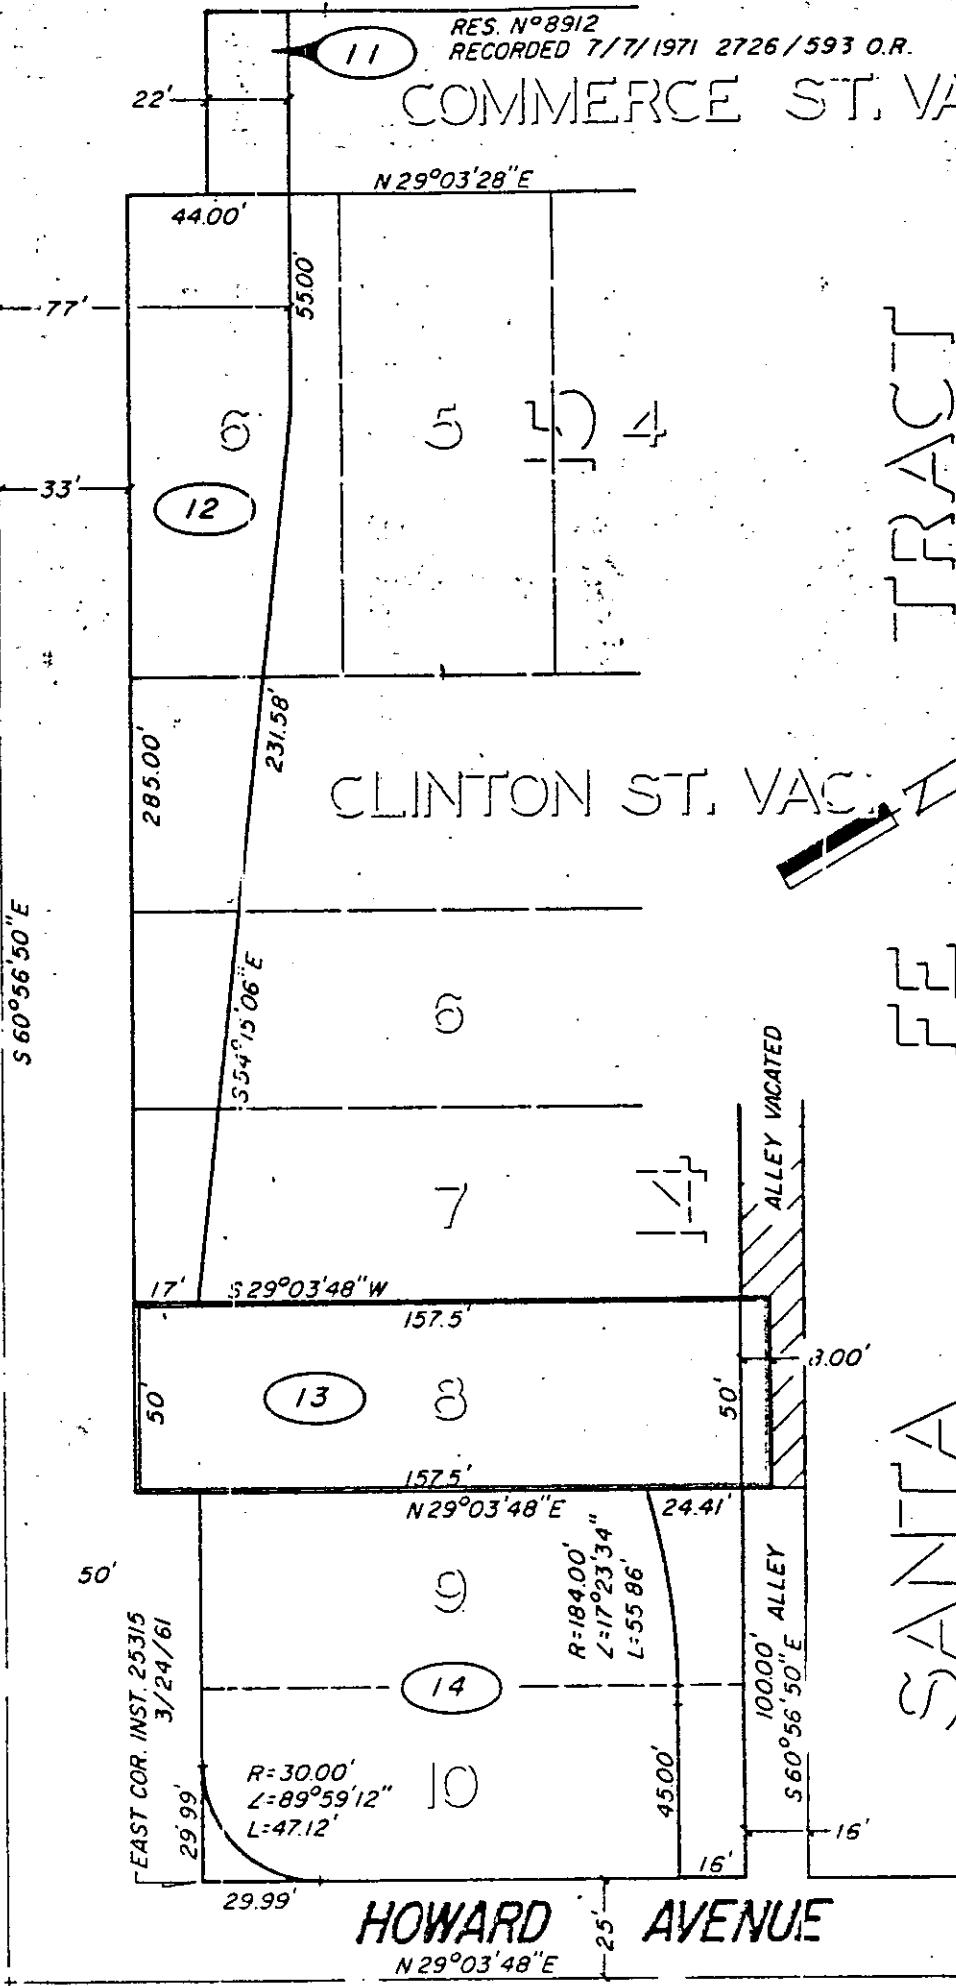 RES. Nº 8912
11
RECORDED 7/7/1971 2726/593 O.R.
22'
COMMERCE ST. VA
N 29°03'28"E
44.00'
55.00'
77'
TRACT
6
5
5
4
33'
12
231.58'
285.00'
CLINTON ST. VAC.
N
S 60°56'50"E
FE
S 54°15'06"E
6
ALLEY VACATED
7
14
17'
S 29°03'48"W
157.5'
50'
13
8
50'
157.5'
N 29°03'48"E
24.41'
SANTA
50'
9
R=184.00'
∠=17°23'34"
L=55.86'
EAST COR. INST. 25315
3/24/61
14
100.00' ALLEY
S 60°56'50"E
R=30.00'
∠=89°59'12"
L=47.12'
10
45.00'
29.99'
16'
16'
29.99'
HOWARD AVENUE
25'
N 29°03'48"E